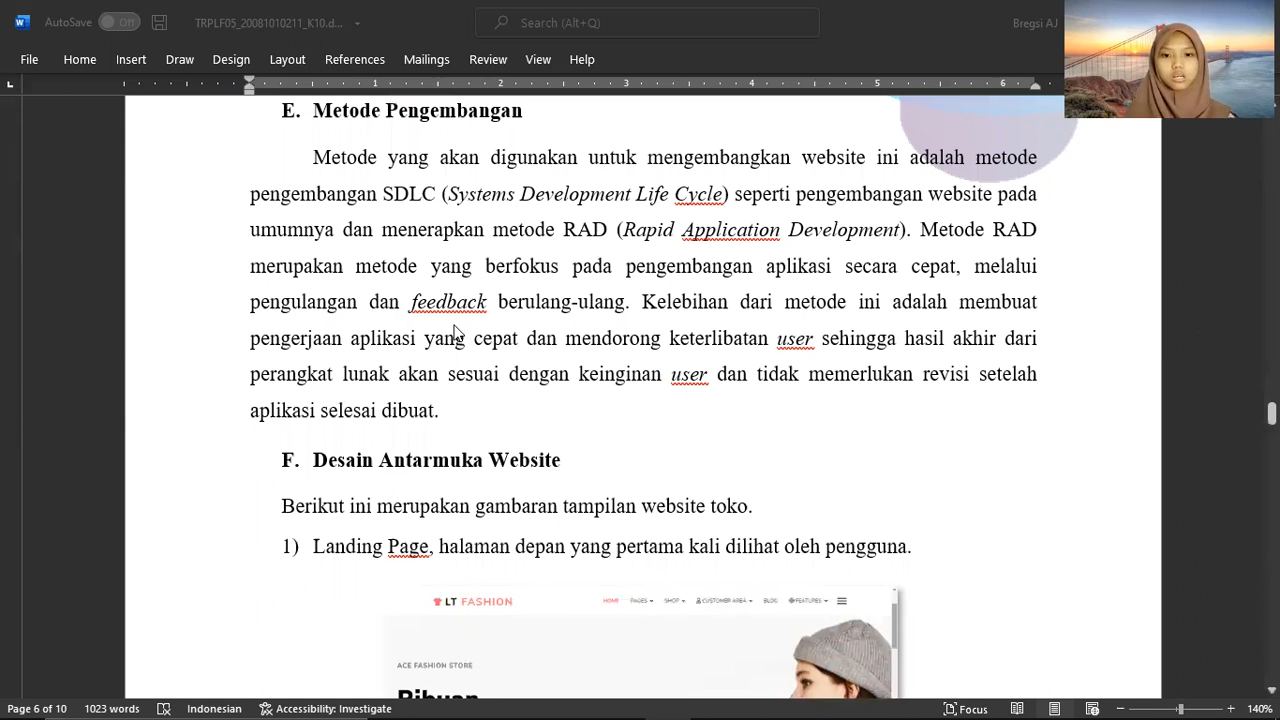 AutoSave Off TRPLF05_20081010211_K10.d... Search (Alt+Q) Bregsi AJ
File Home Insert Draw Design Layout References Mailings Review View Help
1 2 3 4 5 6
E. Metode Pengembangan
Metode yang akan digunakan untuk mengembangkan website ini adalah metode
pengembangan SDLC (Systems Development Life Cycle) seperti pengembangan website pada
umumnya dan menerapkan metode RAD (Rapid Application Development). Metode RAD
merupakan metode yang berfokus pada pengembangan aplikasi secara cepat, melalui
pengulangan dan feedback berulang-ulang. Kelebihan dari metode ini adalah membuat
pengerjaan aplikasi yang cepat dan mendorong keterlibatan user sehingga hasil akhir dari
perangkat lunak akan sesuai dengan keinginan user dan tidak memerlukan revisi setelah
aplikasi selesai dibuat.
F. Desain Antarmuka Website
Berikut ini merupakan gambaran tampilan website toko.
1) Landing Page, halaman depan yang pertama kali dilihat oleh pengguna.
LT FASHION HOME PAGES SHOP CUSTOMER AREA BLOG FEATURES
ACE FASHION STORE
Ribuan
Page 6 of 10 1023 words Indonesian Accessibility: Investigate Focus 140%